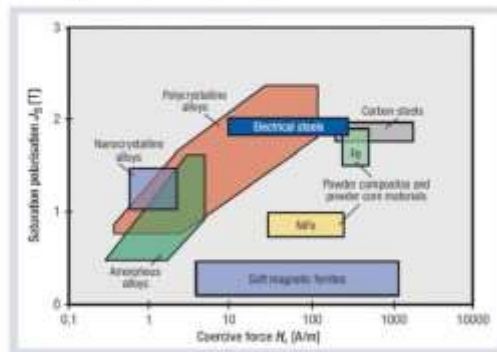 Saturation polarisation Js [T]
3
2
1
0
Polycrystalline
alloys
Nanocrystalline
alloys
Electrical steels
Carbon steels
Fe
Powder composites and
powder core materials
NiFe
Amorphous
alloys
Soft magnetic ferrites
0,1
1
10
100
1000
10000
Coercive force Hc [A/m]